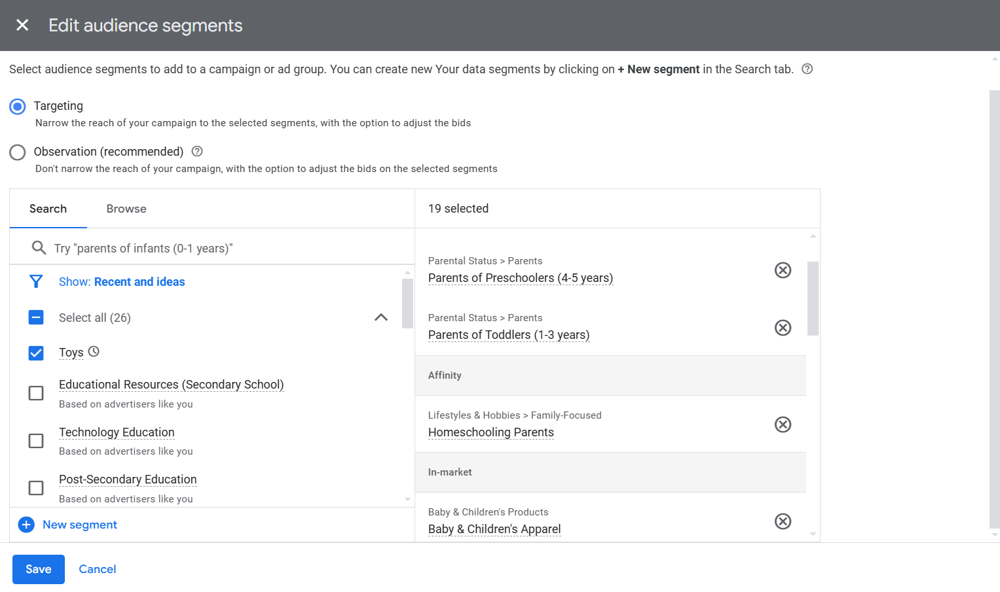 Edit audience segments
Select audience segments to add to a campaign or ad group. You can create new Your data segments by clicking on + New segment in the Search tab.
Targeting
Narrow the reach of your campaign to the selected segments, with the option to adjust the bids
Observation (recommended)
Don't narrow the reach of your campaign, with the option to adjust the bids on the selected segments
Search
Browse
Try "parents of infants (0-1 years)"
Show: Recent and ideas
Select all (26)
Toys
Educational Resources (Secondary School)
Based on advertisers like you
Technology Education
Based on advertisers like you
Post-Secondary Education
Based on advertisers like you
New segment
19 selected
Parental Status > Parents
Parents of Preschoolers (4-5 years)
Parental Status > Parents
Parents of Toddlers (1-3 years)
Affinity
Lifestyles & Hobbies > Family-Focused
Homeschooling Parents
In-market
Baby & Children's Products
Baby & Children's Apparel
Save
Cancel